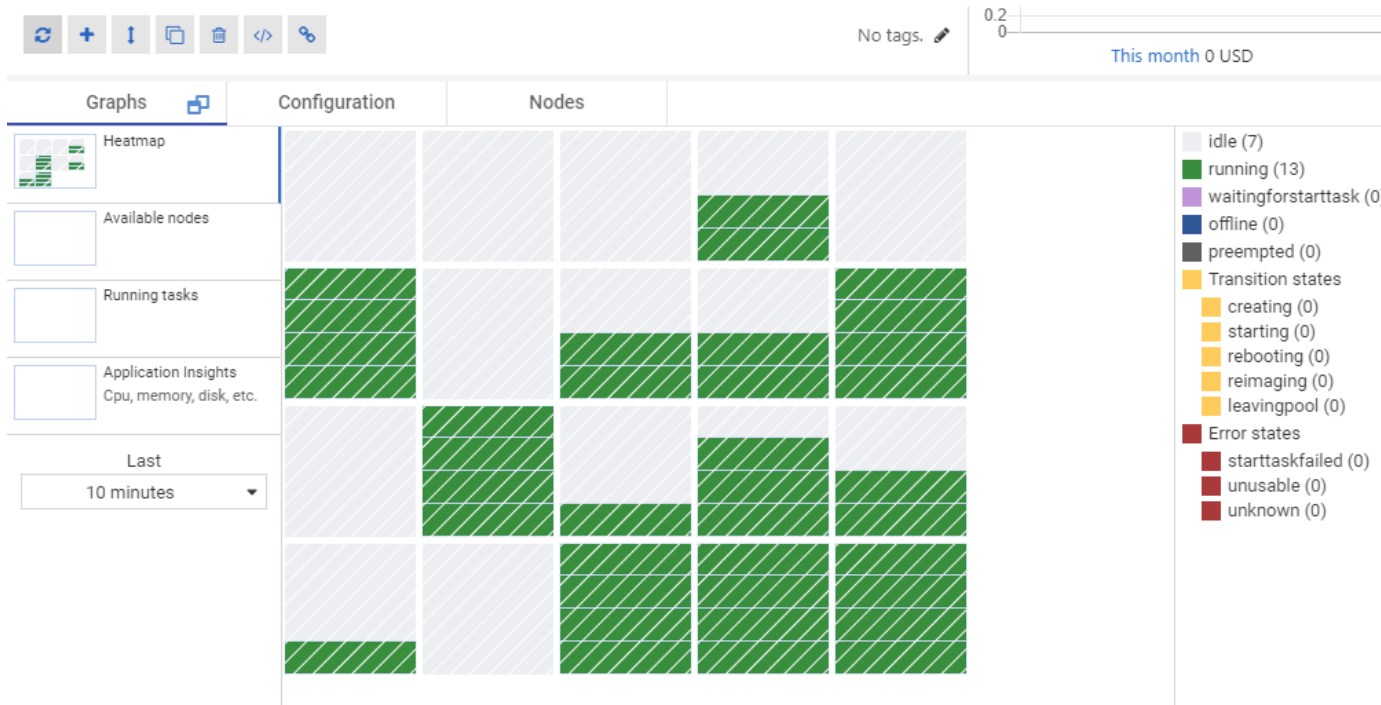 No tags.
0.2
0
This month 0 USD
Graphs
Configuration
Nodes
Heatmap
Available nodes
Running tasks
Application Insights
Cpu, memory, disk, etc.
Last
10 minutes
idle (7)
running (13)
waitingforstarttask (0)
offline (0)
preempted (0)
Transition states
creating (0)
starting (0)
rebooting (0)
reimaging (0)
leavingpool (0)
Error states
starttaskfailed (0)
unusable (0)
unknown (0)